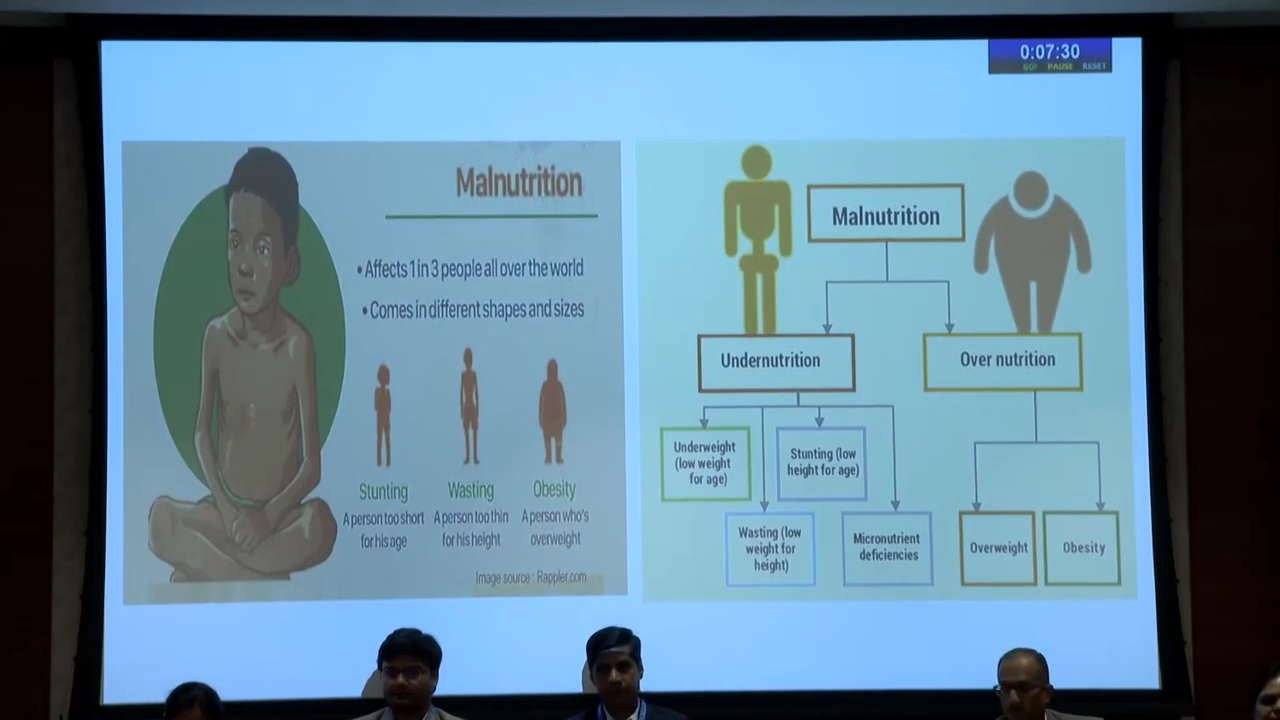 0:07:30
GO! PAUSE RESET
Malnutrition
• Affects 1 in 3 people all over the world
• Comes in different shapes and sizes
Stunting
A person too short
for his age
Wasting
A person too thin
for his height
Obesity
A person who's
overweight
Image source : Rappler.com
Malnutrition
Undernutrition
Over nutrition
Underweight
(low weight
for age)
Stunting (low
height for age)
Wasting (low
weight for
height)
Micronutrient
deficiencies
Overweight
Obesity